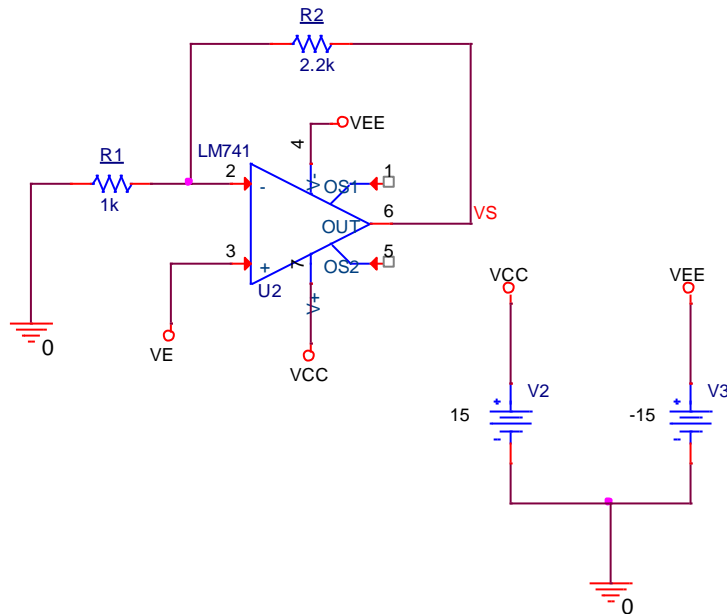 R2
2.2k
VEE
4
R1
LM741
1k
2
-
V-
OS1
1
OUT
6
VS
3
+
7
OS2
5
U2
V+
VE
VCC
0
VCC
VEE
V2
V3
15
+
-
-15
+
-
0